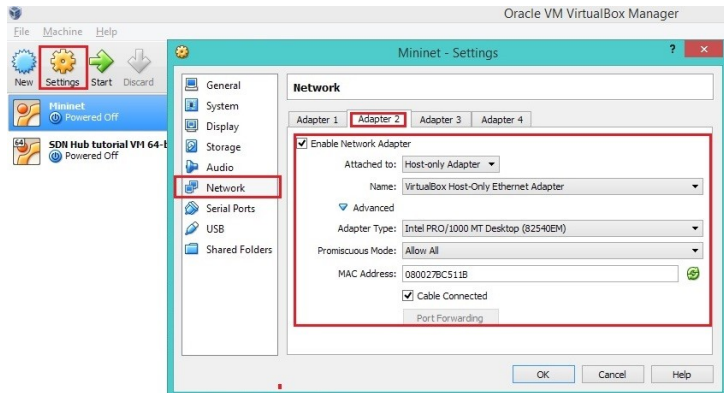 Oracle VM VirtualBox Manager
File Machine Help
New Settings Start Discard
Mininet
Powered Off
64
SDN Hub tutorial VM 64-b
Powered Off
Mininet - Settings
? ×
General
System
Display
Storage
Audio
Network
Serial Ports
USB
Shared Folders
Network
Adapter 1 Adapter 2 Adapter 3 Adapter 4
Enable Network Adapter
Attached to: Host-only Adapter
Name: VirtualBox Host-Only Ethernet Adapter
Advanced
Adapter Type: Intel PRO/1000 MT Desktop (82540EM)
Promiscuous Mode: Allow All
MAC Address: 080027BC511B
Cable Connected
Port Forwarding
OK Cancel Help